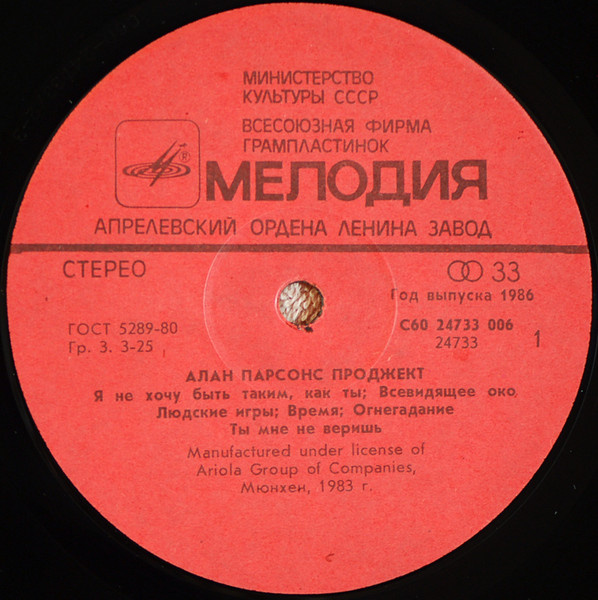 МИНИСТЕРСТВО
КУЛЬТУРЫ СССР
ВСЕСОЮЗНАЯ ФИРМА
ГРАМПЛАСТИНОК
®
МЕЛОДИЯ
АПРЕЛЕВСКИЙ ОРДЕНА ЛЕНИНА ЗАВОД
СТЕРЕО
33
Год выпуска 1986
ГОСТ 5289-80
Гр. 3. 3-25
С60 24733 006
24733
1
АЛАН ПАРСОНС ПРОДЖЕКТ
Я не хочу быть таким, как ты; Всевидящее око,
Людские игры; Время; Огнегадание
Ты мне не веришь
Manufactured under license of
Ariola Group of Companies,
Мюнхен, 1983 г.